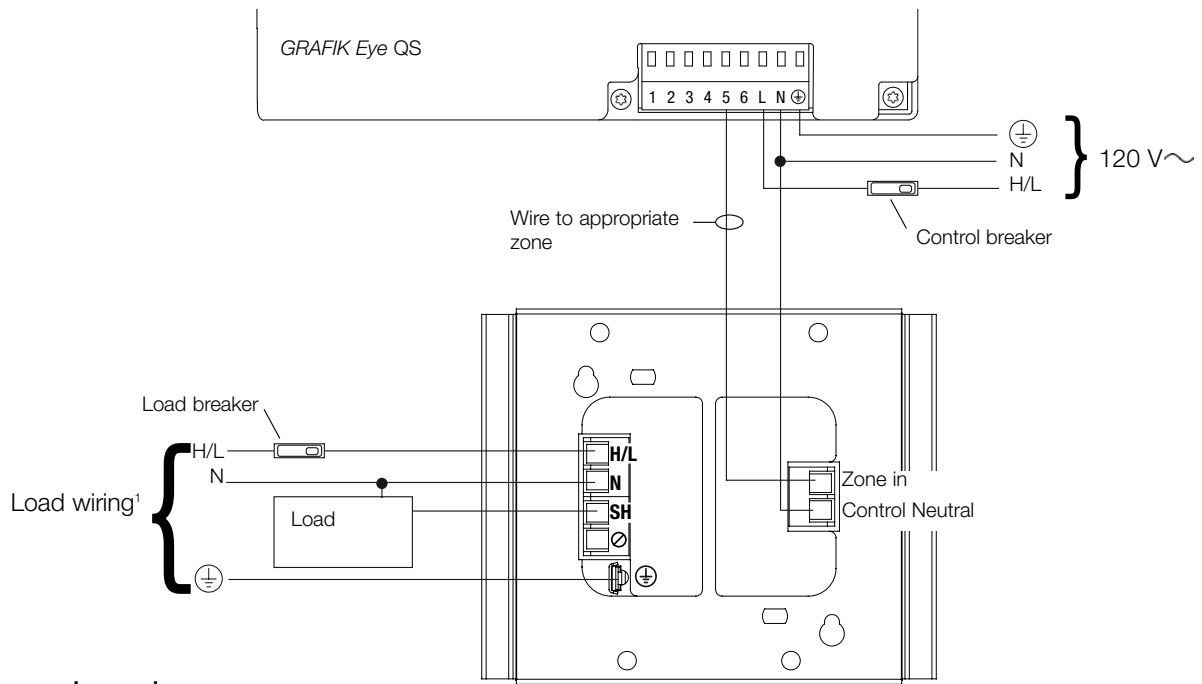 GRAFIK Eye QS
1 2 3 4 5 6 L N
N
H/L
120 V~
Control breaker
Wire to appropriate
zone
Load breaker
H/L
N
Load wiring¹
Load
H/L
N
SH
Zone in
Control Neutral